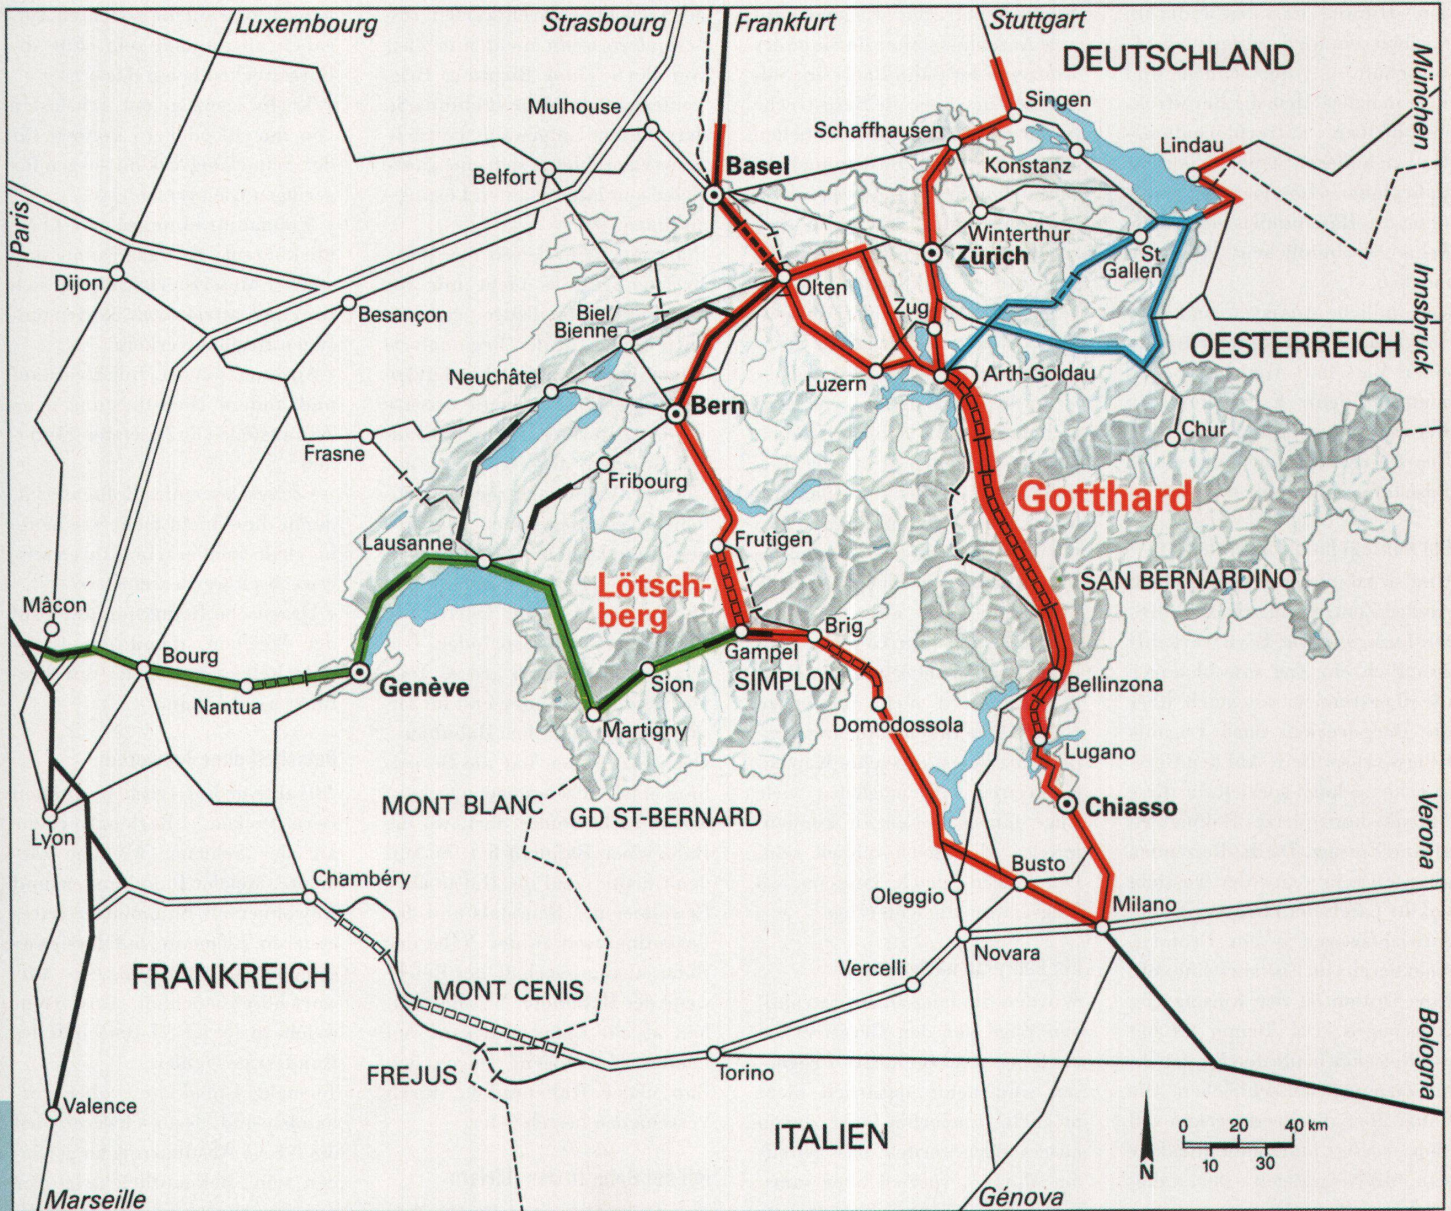 Luxembourg
Strasbourg
Frankfurt
Stuttgart
DEUTSCHLAND
München
Mulhouse
Singen
Schaffhausen
Konstanz
Lindau
Belfort
Basel
Paris
Winterthur
Zürich
St.
Gallen
Dijon
Olten
Innsbruck
Besançon
Biel/
Bienne
Zug
OESTERREICH
Neuchâtel
Luzern
Arth-Goldau
Bern
Chur
Frasne
Fribourg
Gotthard
Lausanne
Frutigen
Lötsch-
berg
SAN BERNARDINO
Mâcon
Brig
Bourg
Gampel
Genève
Sion
SIMPLON
Bellinzona
Nantua
Martigny
Domodossola
Lugano
MONT BLANC
GD ST-BERNARD
Chiasso
Verona
Lyon
Busto
Chambéry
Oleggio
Milano
FRANKREICH
Novara
Vercelli
MONT CENIS
Bologna
FREJUS
Torino
Valence
ITALIEN
0 20 40 km
10 30
N
Marseille
Génova